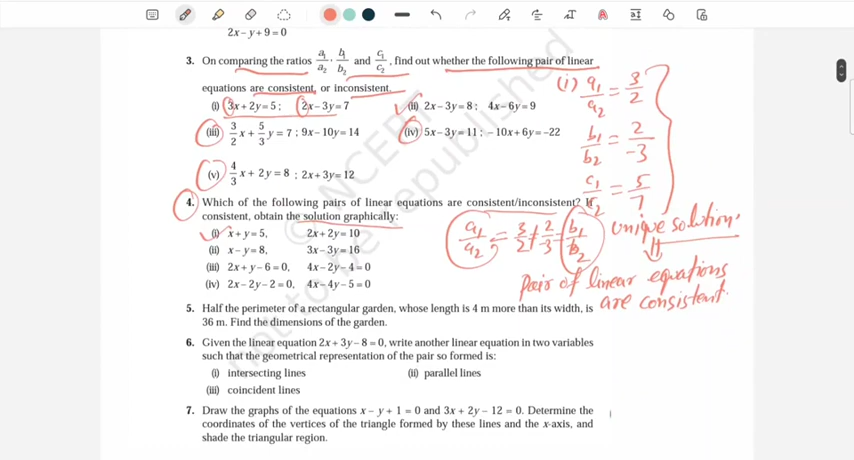 2x – y + 9 = 0
3. On comparing the ratios a₁/a₂, b₁/b₂ and c₁/c₂, find out whether the following pair of linear
equations are consistent, or inconsistent.
(i) 3x + 2y = 5 ; 2x – 3y = 7 (ii) 2x – 3y = 8 ; 4x – 6y = 9
(iii) 3/2 x + 5/3 y = 7 ; 9x – 10y = 14 (iv) 5x – 3y = 11 ; – 10x + 6y = –22
(v) 4/3 x + 2y = 8 ; 2x + 3y = 12
4. Which of the following pairs of linear equations are consistent/inconsistent? If
consistent, obtain the solution graphically:
(i) x + y = 5, 2x + 2y = 10
(ii) x – y = 8, 3x – 3y = 16
(iii) 2x + y – 6 = 0, 4x – 2y – 4 = 0
(iv) 2x – 2y – 2 = 0, 4x – 4y – 5 = 0
5. Half the perimeter of a rectangular garden, whose length is 4 m more than its width, is
36 m. Find the dimensions of the garden.
6. Given the linear equation 2x + 3y – 8 = 0, write another linear equation in two variables
such that the geometrical representation of the pair so formed is:
(i) intersecting lines (ii) parallel lines
(iii) coincident lines
7. Draw the graphs of the equations x – y + 1 = 0 and 3x + 2y – 12 = 0. Determine the
coordinates of the vertices of the triangle formed by these lines and the x-axis, and
shade the triangular region.
(i) a₁/a₂ = 3/2
b₁/b₂ = 2/-3
c₁/c₂ = 5/7
a₁/a₂ = 3/2 ≠ 2/-3 = b₁/b₂
unique solution.
⇓
Pair of linear equations
are consistent.
© NCERT
not to be republished